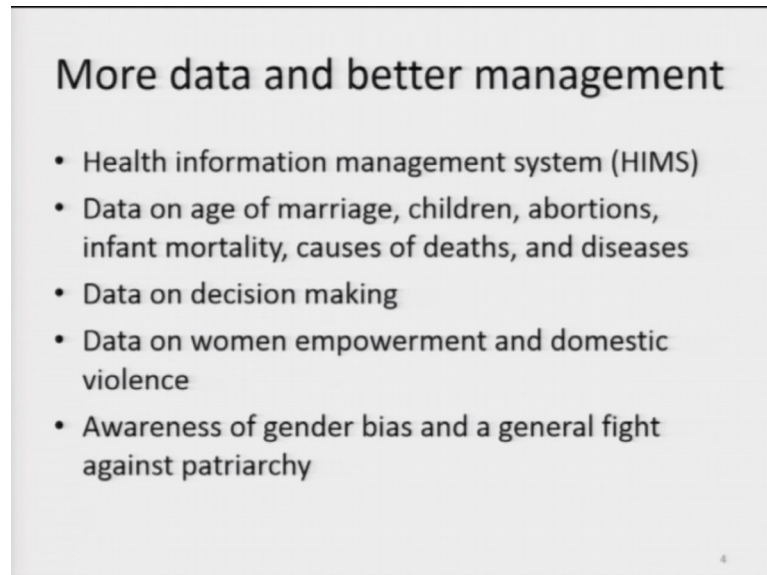 More data and better management
• Health information management system (HIMS)
• Data on age of marriage, children, abortions,
infant mortality, causes of deaths, and diseases
• Data on decision making
• Data on women empowerment and domestic
violence
• Awareness of gender bias and a general fight
against patriarchy
4